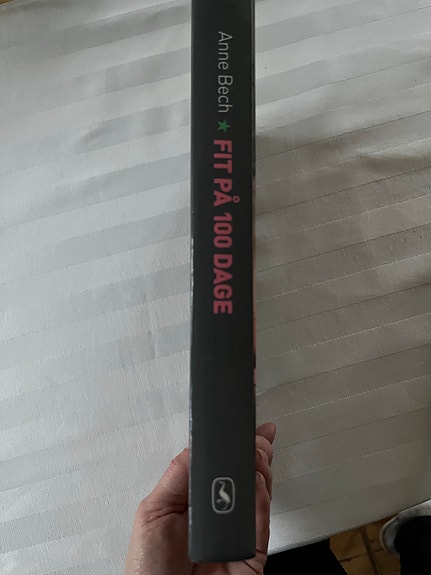 Anne Bech ★ FIT PÅ 100 DAGE